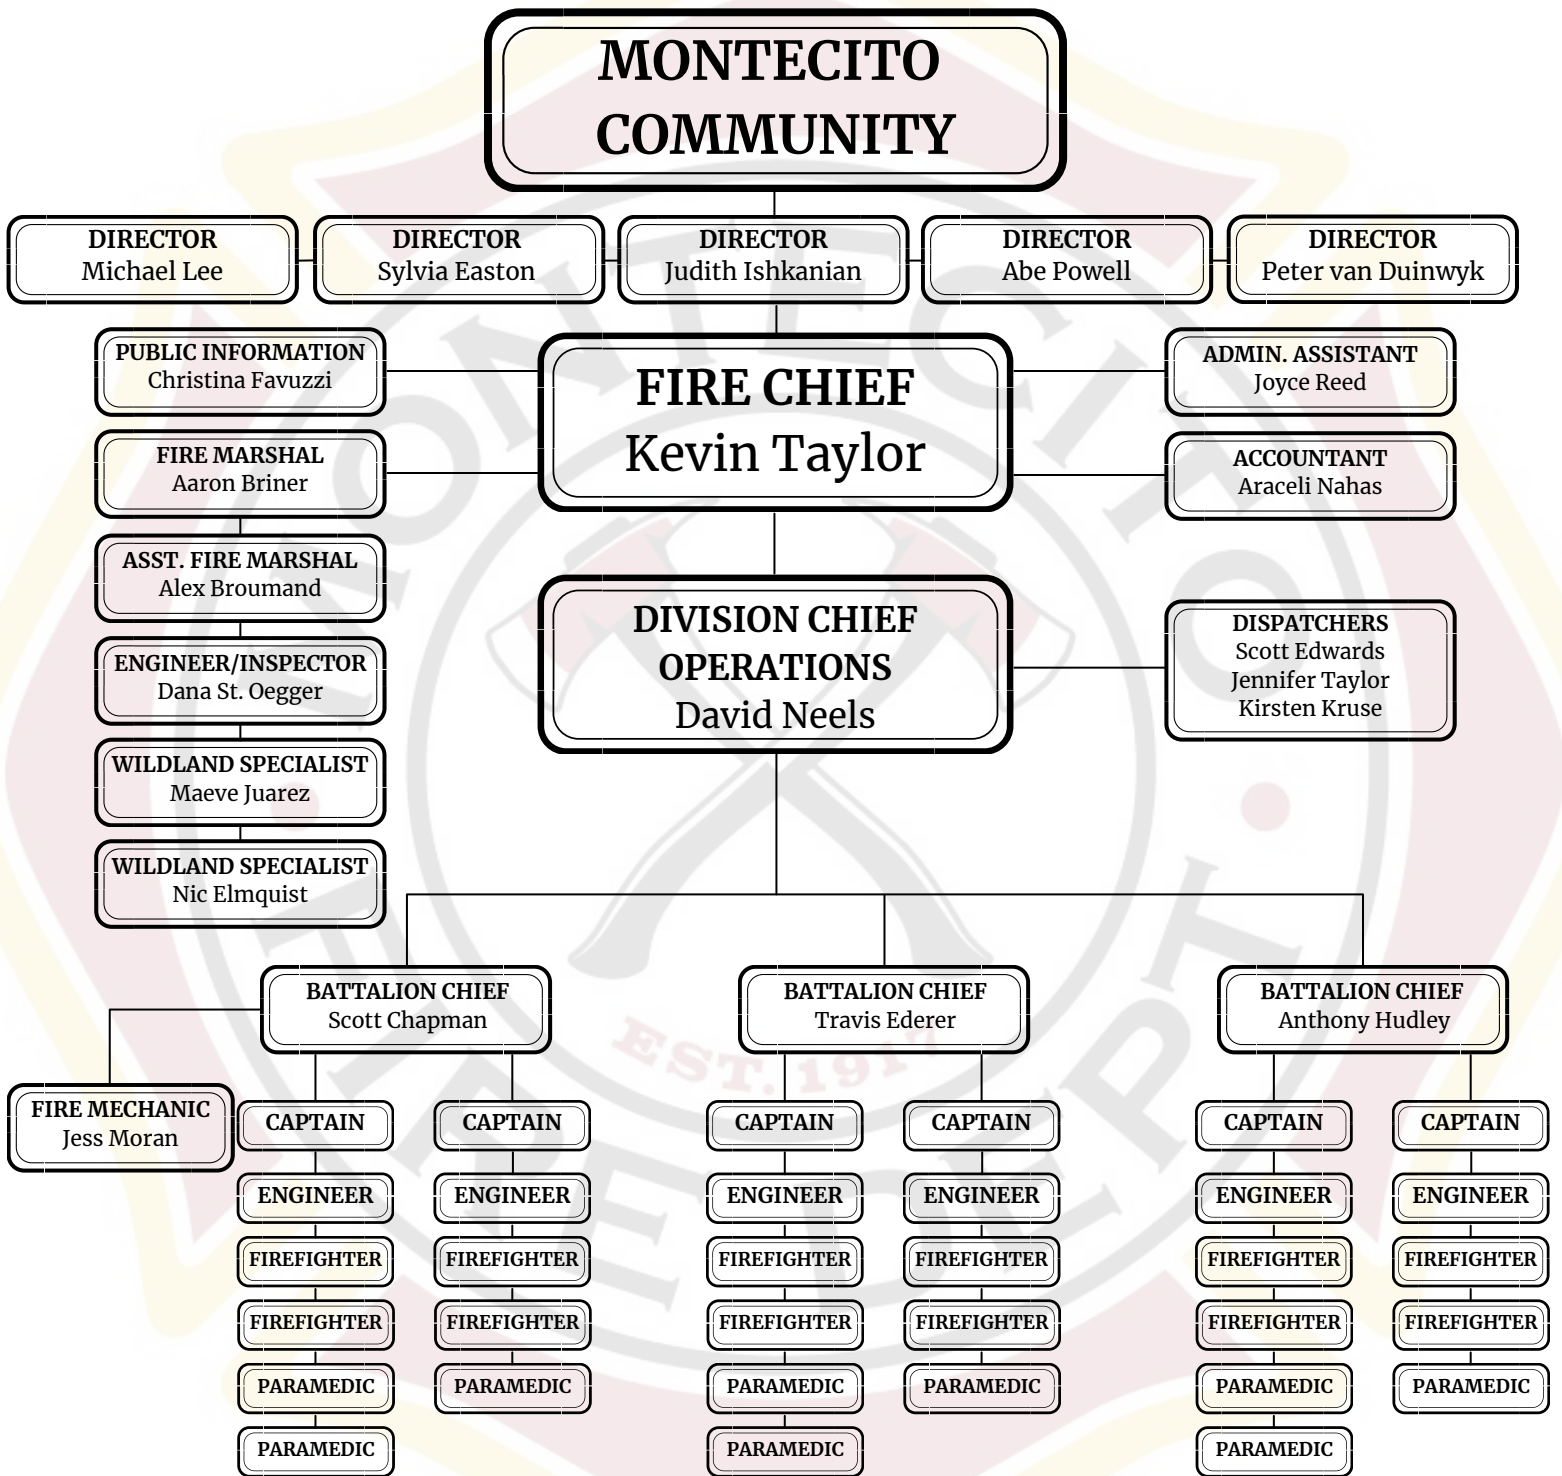 MONTECITO
COMMUNITY
DIRECTOR
Michael Lee
DIRECTOR
Sylvia Easton
DIRECTOR
Judith Ishkanian
DIRECTOR
Abe Powell
DIRECTOR
Peter van Duinwyk
PUBLIC INFORMATION
Christina Favuzzi
FIRE CHIEF
Kevin Taylor
ADMIN. ASSISTANT
Joyce Reed
FIRE MARSHAL
Aaron Briner
ACCOUNTANT
Araceli Nahas
ASST. FIRE MARSHAL
Alex Broumand
DIVISION CHIEF
OPERATIONS
David Neels
DISPATCHERS
Scott Edwards
Jennifer Taylor
Kirsten Kruse
ENGINEER/INSPECTOR
Dana St. Oegger
WILDLAND SPECIALIST
Maeve Juarez
WILDLAND SPECIALIST
Nic Elmquist
BATTALION CHIEF
Scott Chapman
BATTALION CHIEF
Travis Ederer
BATTALION CHIEF
Anthony Hudley
FIRE MECHANIC
Jess Moran
CAPTAIN
ENGINEER
FIREFIGHTER
FIREFIGHTER
PARAMEDIC
PARAMEDIC
CAPTAIN
ENGINEER
FIREFIGHTER
FIREFIGHTER
PARAMEDIC
CAPTAIN
ENGINEER
FIREFIGHTER
FIREFIGHTER
PARAMEDIC
PARAMEDIC
CAPTAIN
ENGINEER
FIREFIGHTER
FIREFIGHTER
PARAMEDIC
CAPTAIN
ENGINEER
FIREFIGHTER
FIREFIGHTER
PARAMEDIC
PARAMEDIC
CAPTAIN
ENGINEER
FIREFIGHTER
FIREFIGHTER
PARAMEDIC
MONTECITO
FIRE DEPT
EST. 1917